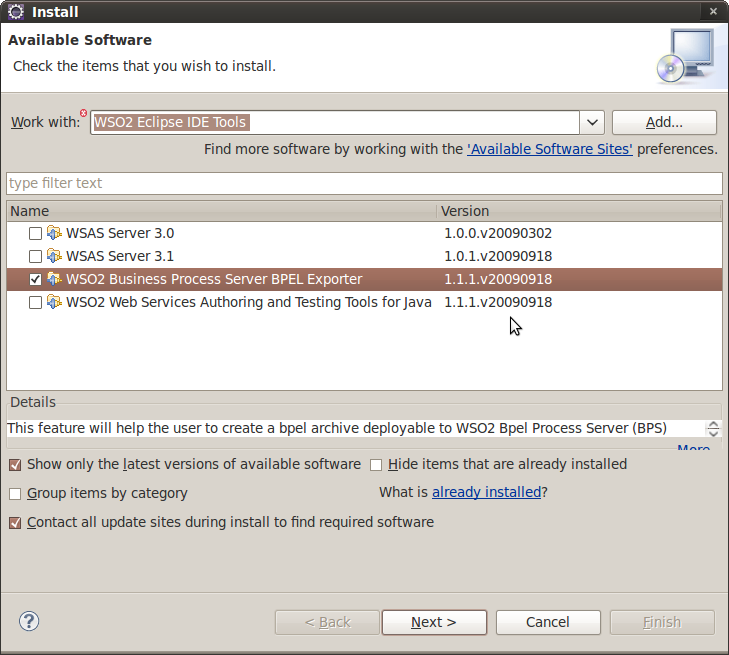 Install
Available Software
Check the items that you wish to install.
Work with: WSO2 Eclipse IDE Tools Add...
Find more software by working with the 'Available Software Sites' preferences.
type filter text
Name Version
WSAS Server 3.0 1.0.0.v20090302
WSAS Server 3.1 1.0.1.v20090918
WSO2 Business Process Server BPEL Exporter 1.1.1.v20090918
WSO2 Web Services Authoring and Testing Tools for Java 1.1.1.v20090918
Details
This feature will help the user to create a bpel archive deployable to WSO2 Bpel Process Server (BPS)
More
Show only the latest versions of available software Hide items that are already installed
Group items by category What is already installed?
Contact all update sites during install to find required software
? < Back Next > Cancel Finish